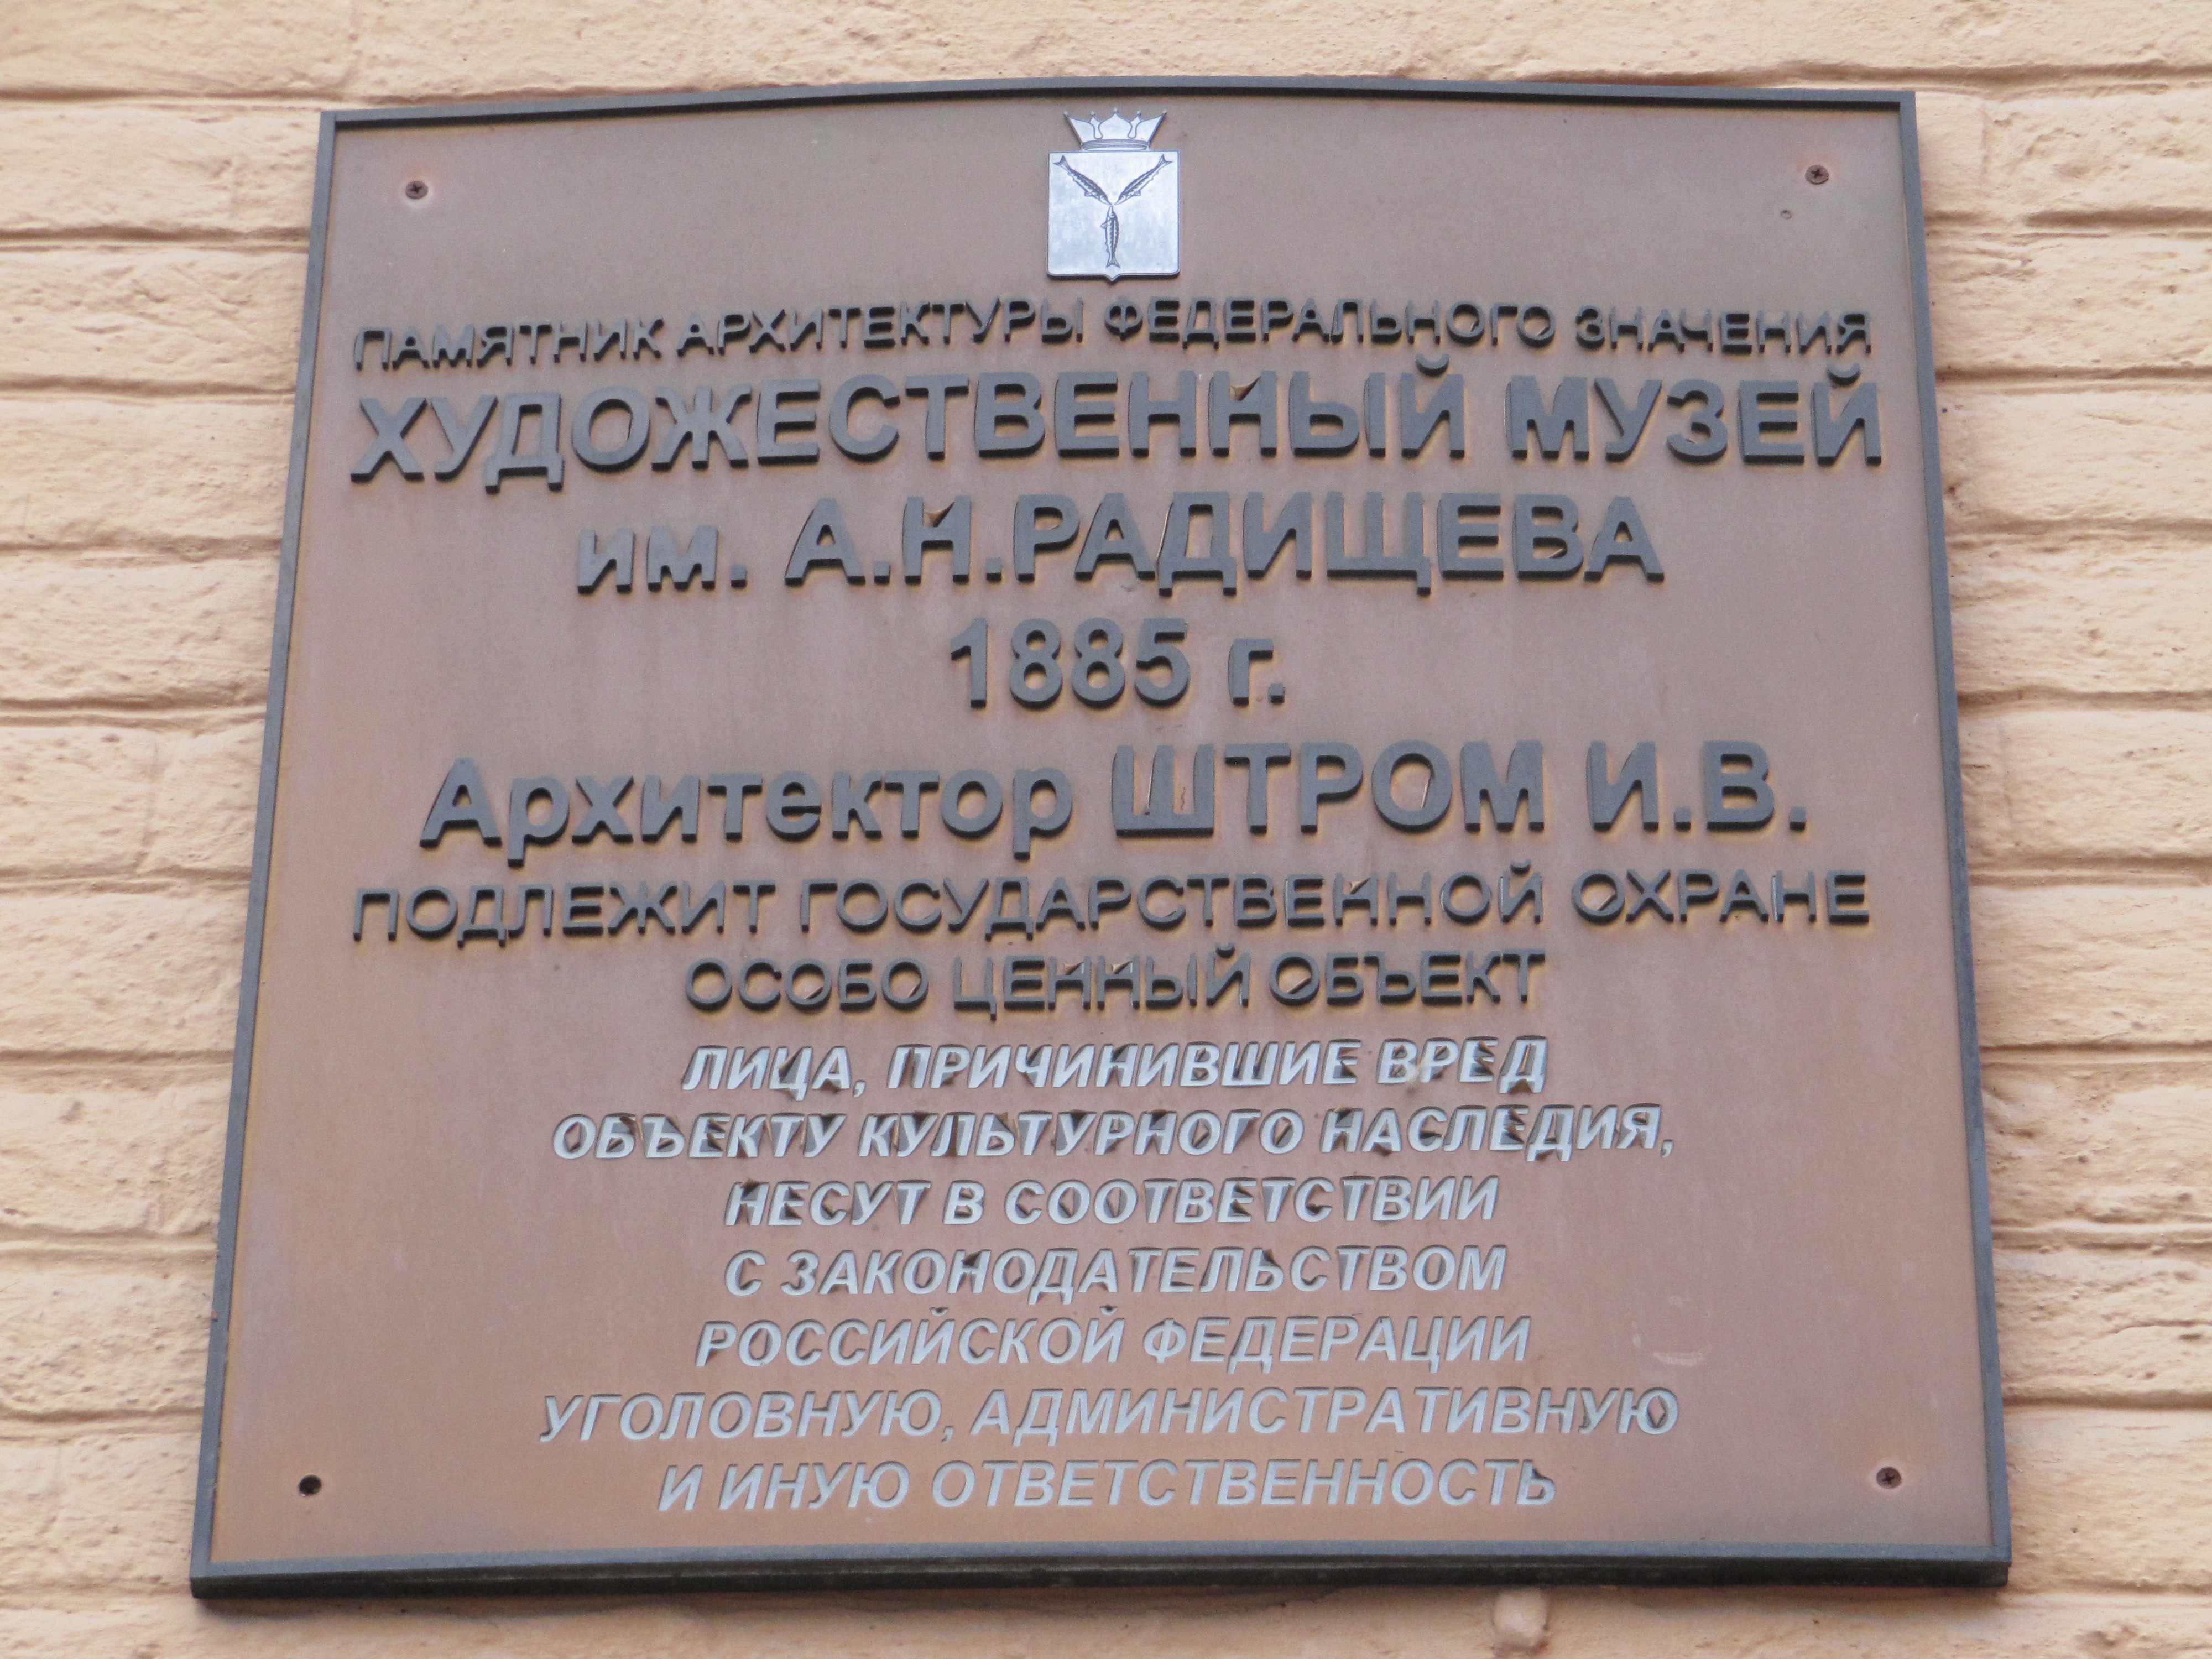 ПАМЯТНИК АРХИТЕКТУРЫ ФЕДЕРАЛЬНОГО ЗНАЧЕНИЯ
ХУДОЖЕСТВЕННЫЙ МУЗЕЙ
им. А.Н.РАДИЩЕВА
1885 г.
Архитектор ШТРОМ И.В.
ПОДЛЕЖИТ ГОСУДАРСТВЕННОЙ ОХРАНЕ
ОСОБО ЦЕННЫЙ ОБЪЕКТ
ЛИЦА, ПРИЧИНИВШИЕ ВРЕД
ОБЪЕКТУ КУЛЬТУРНОГО НАСЛЕДИЯ,
НЕСУТ В СООТВЕТСТВИИ
С ЗАКОНОДАТЕЛЬСТВОМ
РОССИЙСКОЙ ФЕДЕРАЦИИ
УГОЛОВНУЮ, АДМИНИСТРАТИВНУЮ
И ИНУЮ ОТВЕТСТВЕННОСТЬ